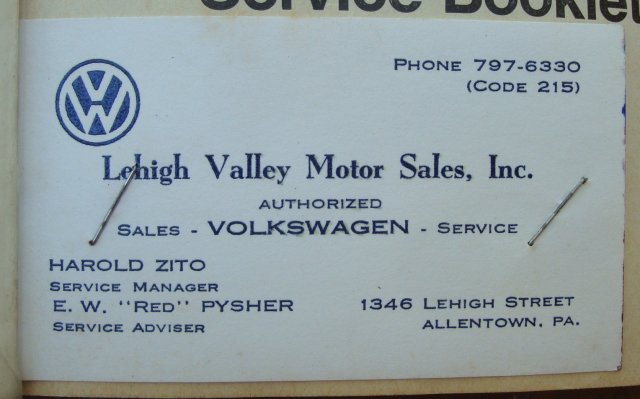 Service Booklet
PHONE 797-6330
(CODE 215)
VW
Lehigh Valley Motor Sales, Inc.
AUTHORIZED
SALES - VOLKSWAGEN - SERVICE
HAROLD ZITO
SERVICE MANAGER
E. W. "RED" PYSHER
SERVICE ADVISER
1346 LEHIGH STREET
ALLENTOWN, PA.